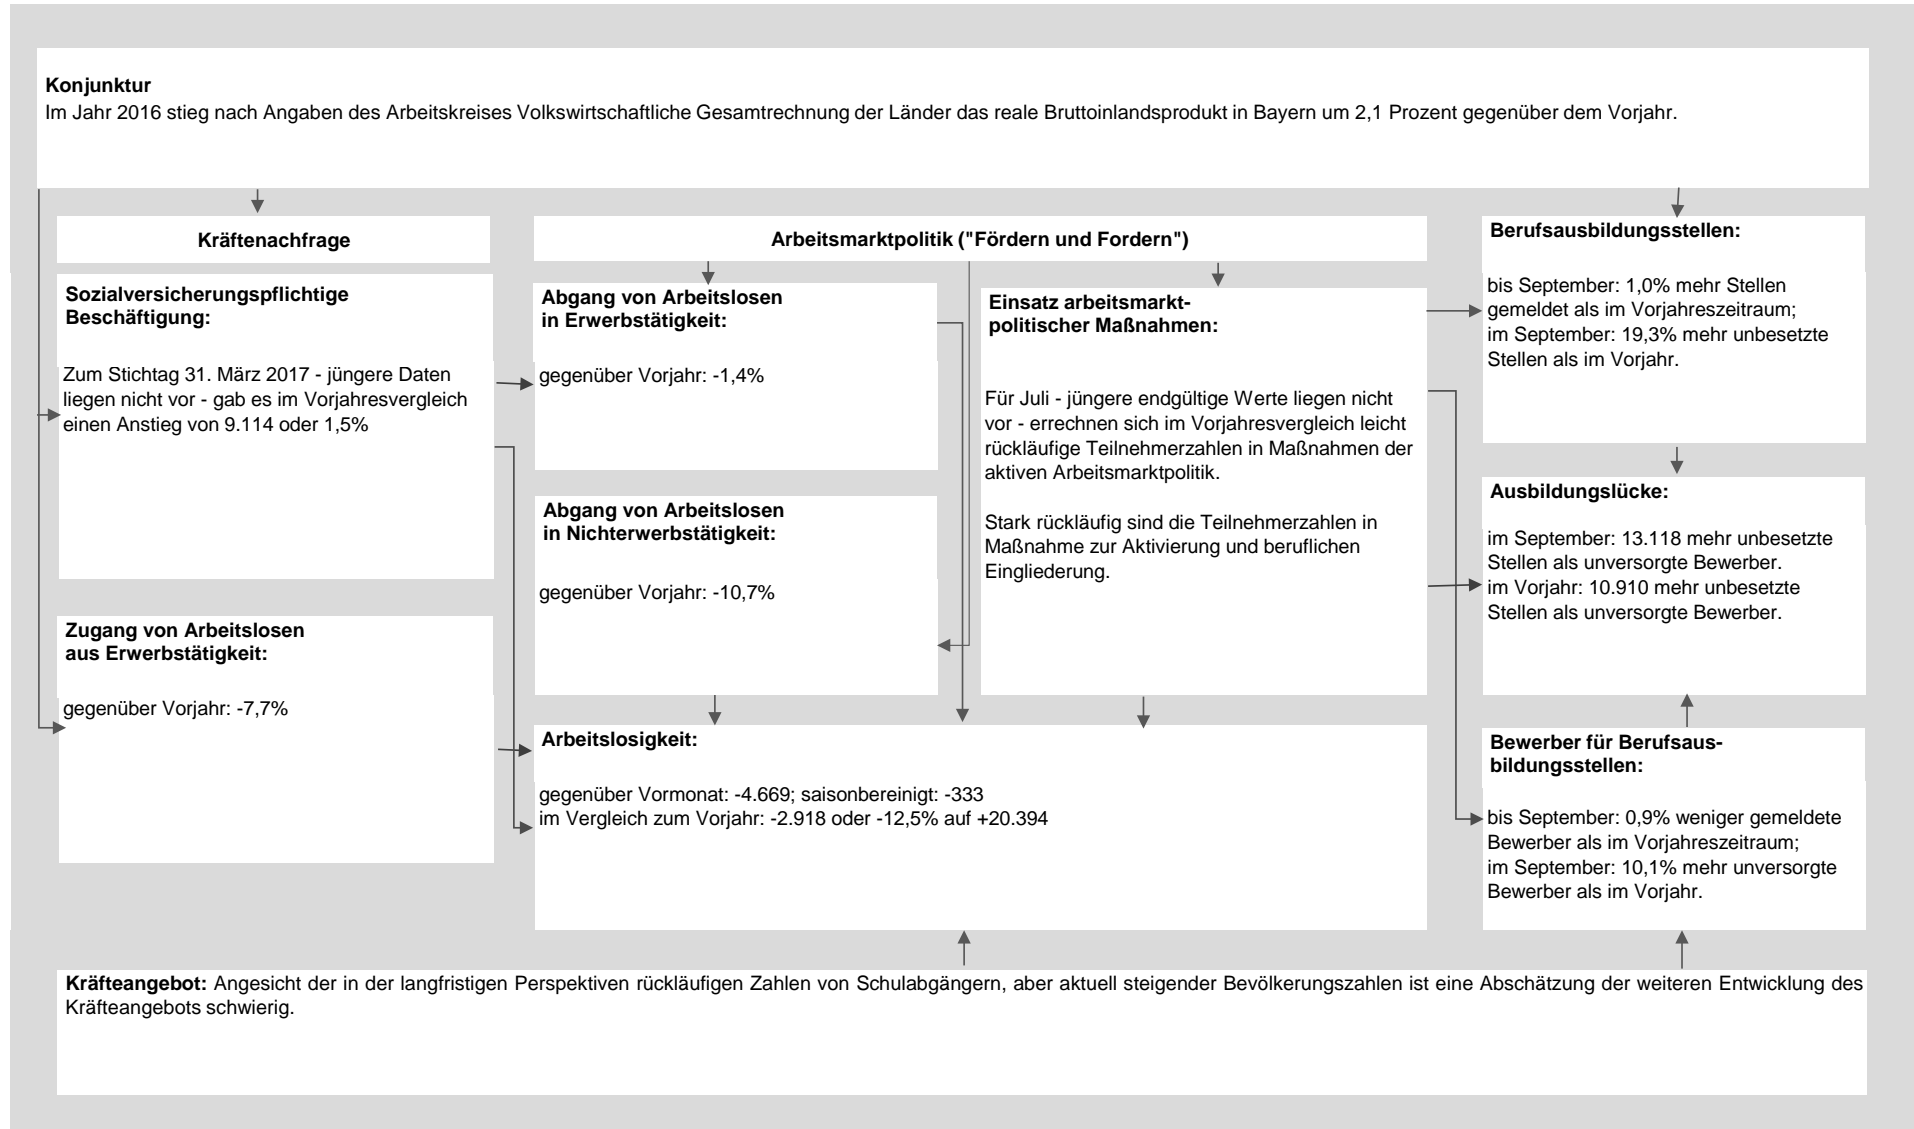 Konjunktur
Im Jahr 2016 stieg nach Angaben des Arbeitskreises Volkswirtschaftliche Gesamtrechnung der Länder das reale Bruttoinlandsprodukt in Bayern um 2,1 Prozent gegenüber dem Vorjahr.
Kräftenachfrage
Sozialversicherungspflichtige
Beschäftigung:
Zum Stichtag 31. März 2017 - jüngere Daten
liegen nicht vor - gab es im Vorjahresvergleich
einen Anstieg von 9.114 oder 1,5%
Zugang von Arbeitslosen
aus Erwerbstätigkeit:
gegenüber Vorjahr: -7,7%
Arbeitsmarktpolitik ("Fördern und Fordern")
Abgang von Arbeitslosen
in Erwerbstätigkeit:
gegenüber Vorjahr: -1,4%
Abgang von Arbeitslosen
in Nichterwerbstätigkeit:
gegenüber Vorjahr: -10,7%
Einsatz arbeitsmarkt-
politischer Maßnahmen:
Für Juli - jüngere endgültige Werte liegen nicht
vor - errechnen sich im Vorjahresvergleich leicht
rückläufige Teilnehmerzahlen in Maßnahmen der
aktiven Arbeitsmarktpolitik.
Stark rückläufig sind die Teilnehmerzahlen in
Maßnahme zur Aktivierung und beruflichen
Eingliederung.
Arbeitslosigkeit:
gegenüber Vormonat: -4.669; saisonbereinigt: -333
im Vergleich zum Vorjahr: -2.918 oder -12,5% auf +20.394
Berufsausbildungsstellen:
bis September: 1,0% mehr Stellen
gemeldet als im Vorjahreszeitraum;
im September: 19,3% mehr unbesetzte
Stellen als im Vorjahr.
Ausbildungslücke:
im September: 13.118 mehr unbesetzte
Stellen als unversorgte Bewerber.
im Vorjahr: 10.910 mehr unbesetzte
Stellen als unversorgte Bewerber.
Bewerber für Berufsaus-
bildungsstellen:
bis September: 0,9% weniger gemeldete
Bewerber als im Vorjahreszeitraum;
im September: 10,1% mehr unversorgte
Bewerber als im Vorjahr.
Kräfteangebot: Angesicht der in der langfristigen Perspektiven rückläufigen Zahlen von Schulabgängern, aber aktuell steigender Bevölkerungszahlen ist eine Abschätzung der weiteren Entwicklung des
Kräfteangebots schwierig.